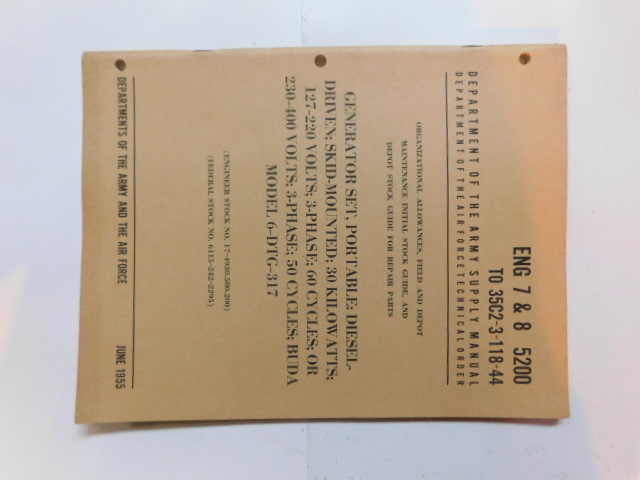 ENG 7 & 8 5200
TO 35C2-3-118-44
DEPARTMENT OF THE ARMY SUPPLY MANUAL
DEPARTMENT OF THE AIR FORCE TECHNICAL ORDER
ORGANIZATIONAL ALLOWANCES, FIELD AND DEPOT
MAINTENANCE INITIAL STOCK GUIDE, AND
DEPOT STOCK GUIDE FOR REPAIR PARTS
GENERATOR SET, PORTABLE: DIESEL-
DRIVEN; SKID-MOUNTED; 30 KILOWATTS;
127-220 VOLTS; 3-PHASE; 60 CYCLES; OR
230-400 VOLTS; 3-PHASE; 50 CYCLES; BUDA
MODEL 6-DTG-317
(ENGINEER STOCK NO. 17-4930.500.200)
(FEDERAL STOCK NO. 6115-242-2295)
DEPARTMENTS OF THE ARMY AND THE AIR FORCE
JUNE 1955